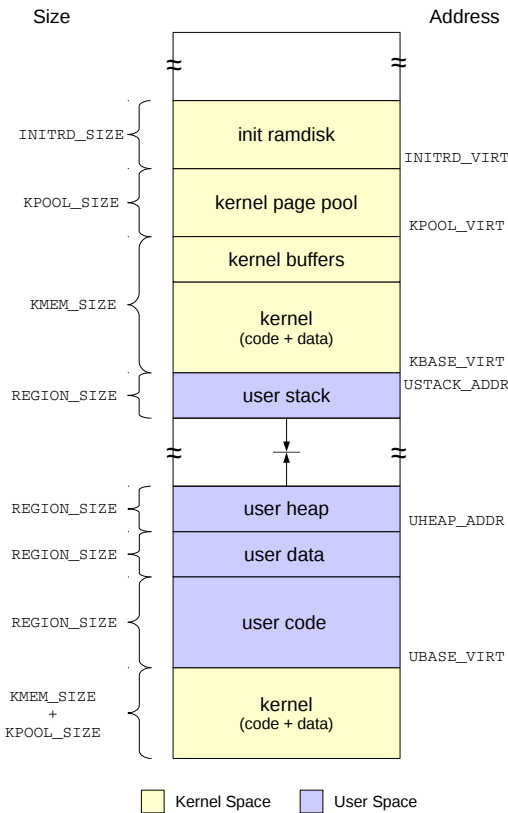 Size
Address
INITRD_SIZE
init ramdisk
INITRD_VIRT
KPOOL_SIZE
kernel page pool
KPOOL_VIRT
kernel buffers
KMEM_SIZE
kernel
(code + data)
KBASE_VIRT
USTACK_ADDR
REGION_SIZE
user stack
REGION_SIZE
user heap
UHEAP_ADDR
REGION_SIZE
user data
REGION_SIZE
user code
UBASE_VIRT
KMEM_SIZE
+
KPOOL_SIZE
kernel
(code + data)
Kernel Space
User Space